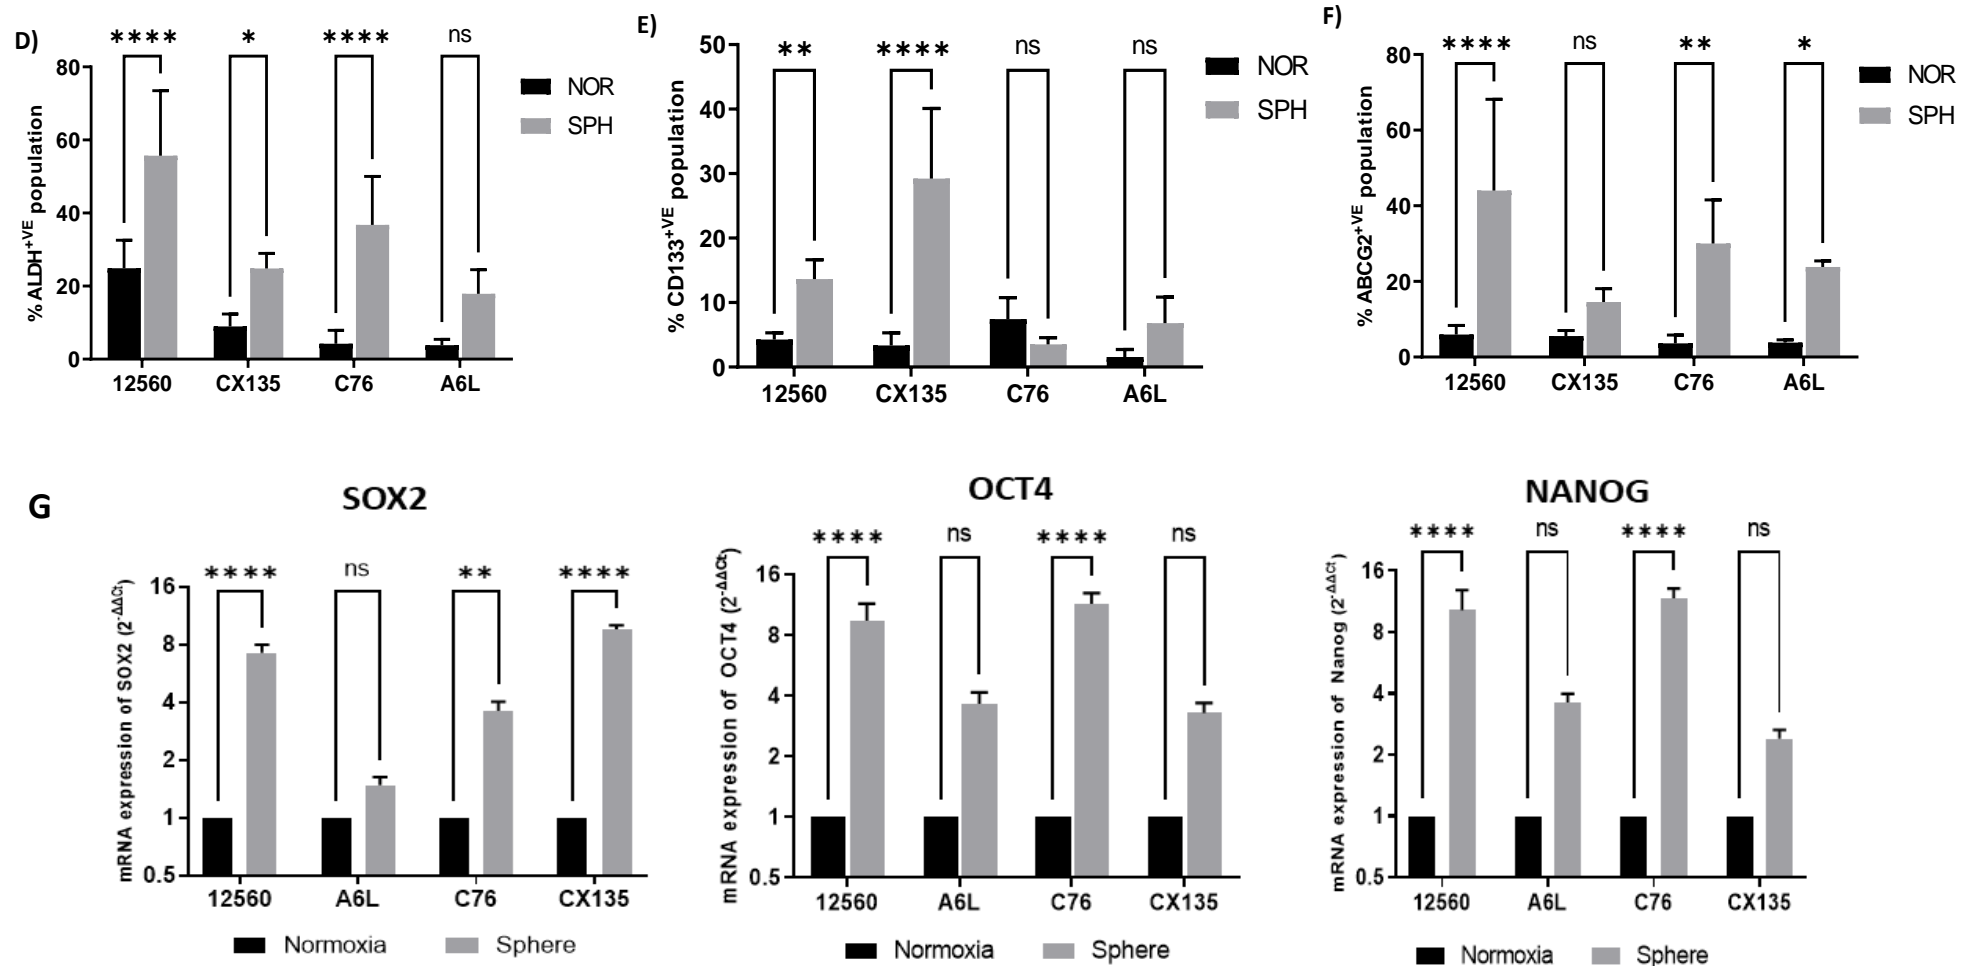 D)
**** * **** ns
80
60
40
20
0
% ALDH+VE population
12560 CX135 C76 A6L
NOR
SPH
E)
** **** ns ns
50
40
30
20
10
0
% CD133+VE population
12560 CX135 C76 A6L
NOR
SPH
F)
**** ns ** *
80
60
40
20
0
% ABCG2+VE population
12560 CX135 C76 A6L
NOR
SPH
G
SOX2
**** ns ** ****
16
8
4
2
1
0.5
mRNA expression of SOX2 (2-ΔΔCt)
12560 A6L C76 CX135
Normoxia Sphere
OCT4
**** ns **** ns
16
8
4
2
1
0.5
mRNA expression of OCT4 (2-ΔΔCt)
12560 A6L C76 CX135
Normoxia Sphere
NANOG
**** ns **** ns
16
8
4
2
1
0.5
mRNA expression of Nanog (2-ΔΔCt)
12560 A6L C76 CX135
Normoxia Sphere